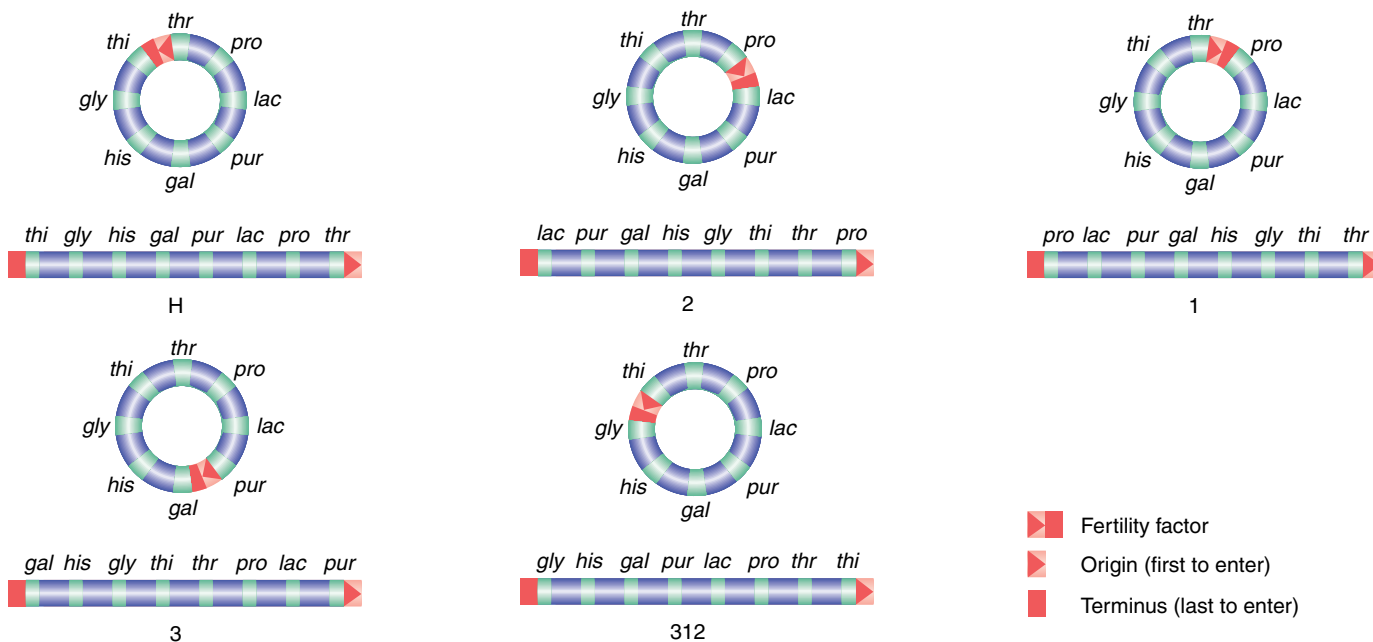 thr
thi pro
gly lac
his pur
gal
thi gly his gal pur lac pro thr
H
thr
thi pro
gly lac
his pur
gal
lac pur gal his gly thi thr pro
2
thr
thi pro
gly lac
his pur
gal
pro lac pur gal his gly thi thr
1
thr
thi pro
gly lac
his pur
gal
gal his gly thi thr pro lac pur
3
thr
thi pro
gly lac
his pur
gal
gly his gal pur lac pro thr thi
312
Fertility factor
Origin (first to enter)
Terminus (last to enter)